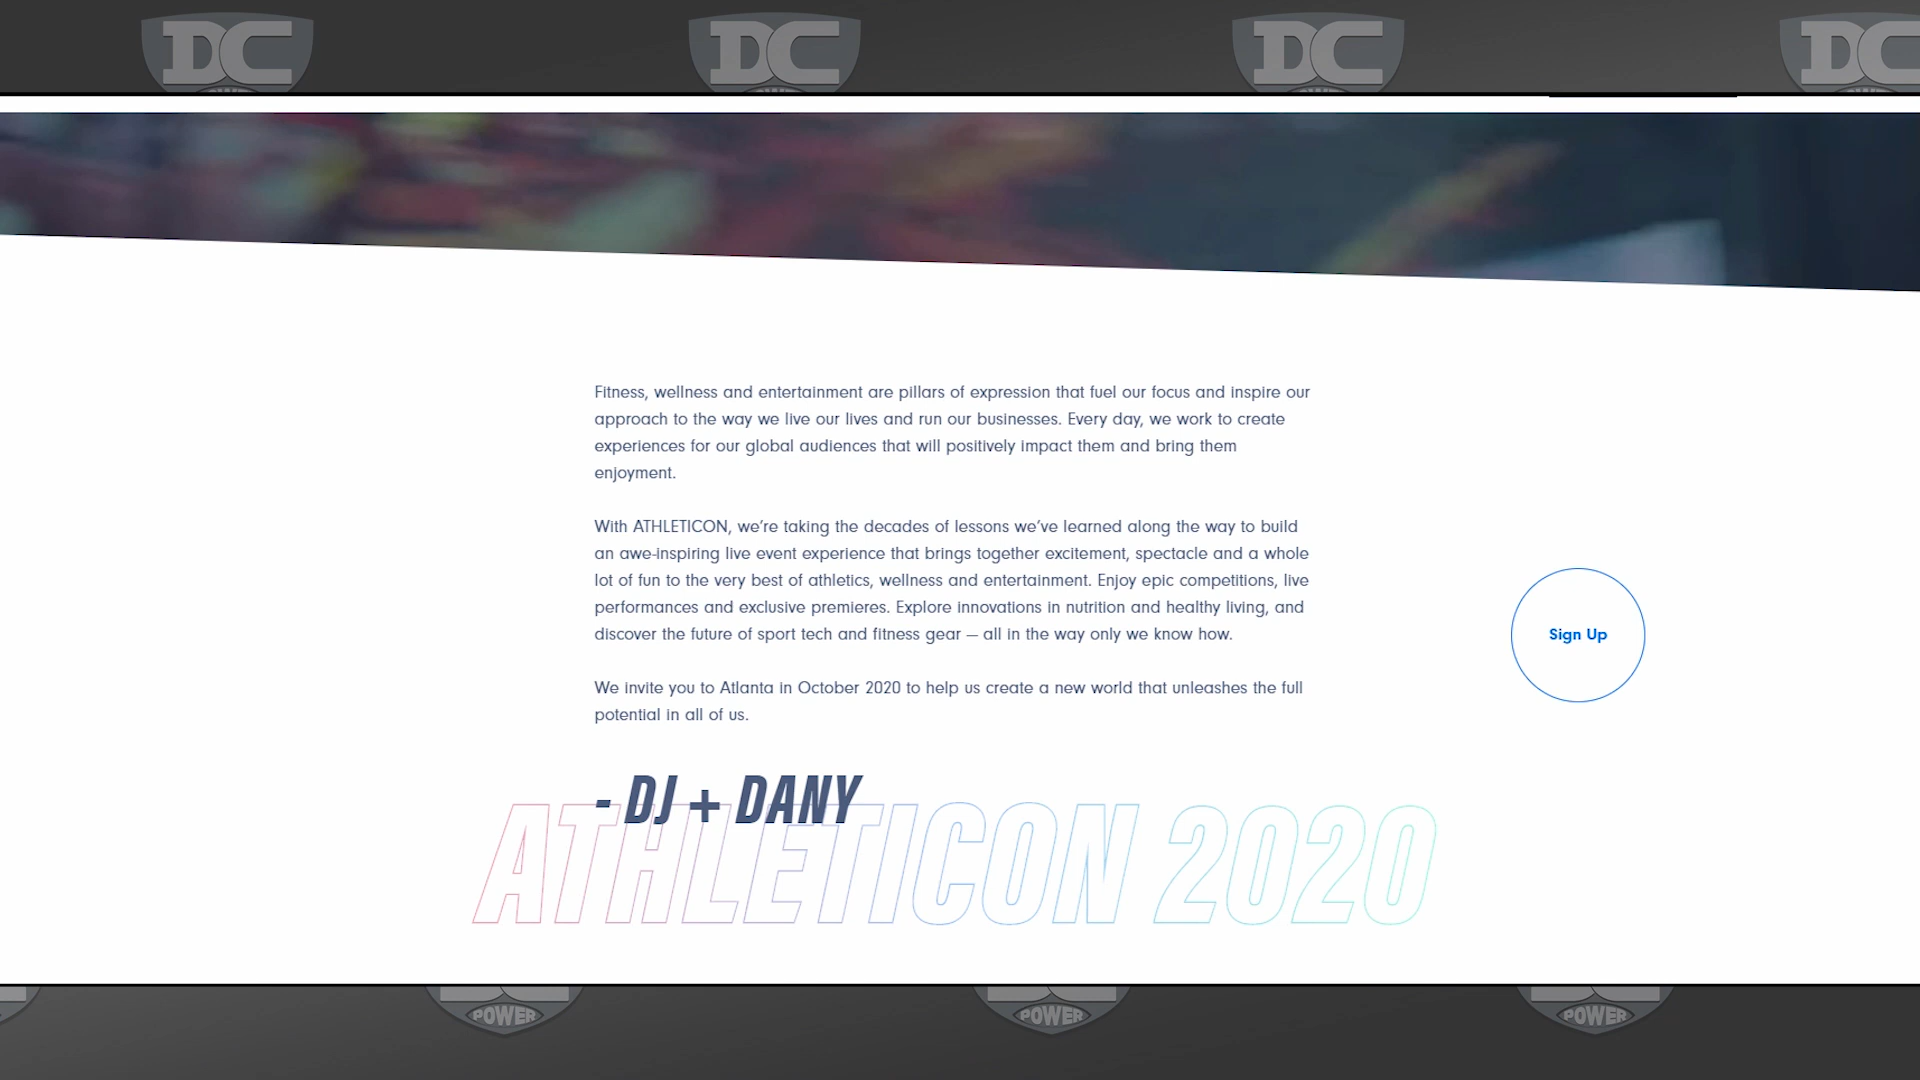 DC DC DC DC
Fitness, wellness and entertainment are pillars of expression that fuel our focus and inspire our
approach to the way we live our lives and run our businesses. Every day, we work to create
experiences for our global audiences that will positively impact them and bring them
enjoyment.
With ATHLETICON, we’re taking the decades of lessons we’ve learned along the way to build
an awe-inspiring live event experience that brings together excitement, spectacle and a whole
lot of fun to the very best of athletics, wellness and entertainment. Enjoy epic competitions, live
performances and exclusive premieres. Explore innovations in nutrition and healthy living, and
discover the future of sport tech and fitness gear — all in the way only we know how.
Sign Up
We invite you to Atlanta in October 2020 to help us create a new world that unleashes the full
potential in all of us.
- DJ + DANY
ATHLETICON 2020
POWER POWER POWER